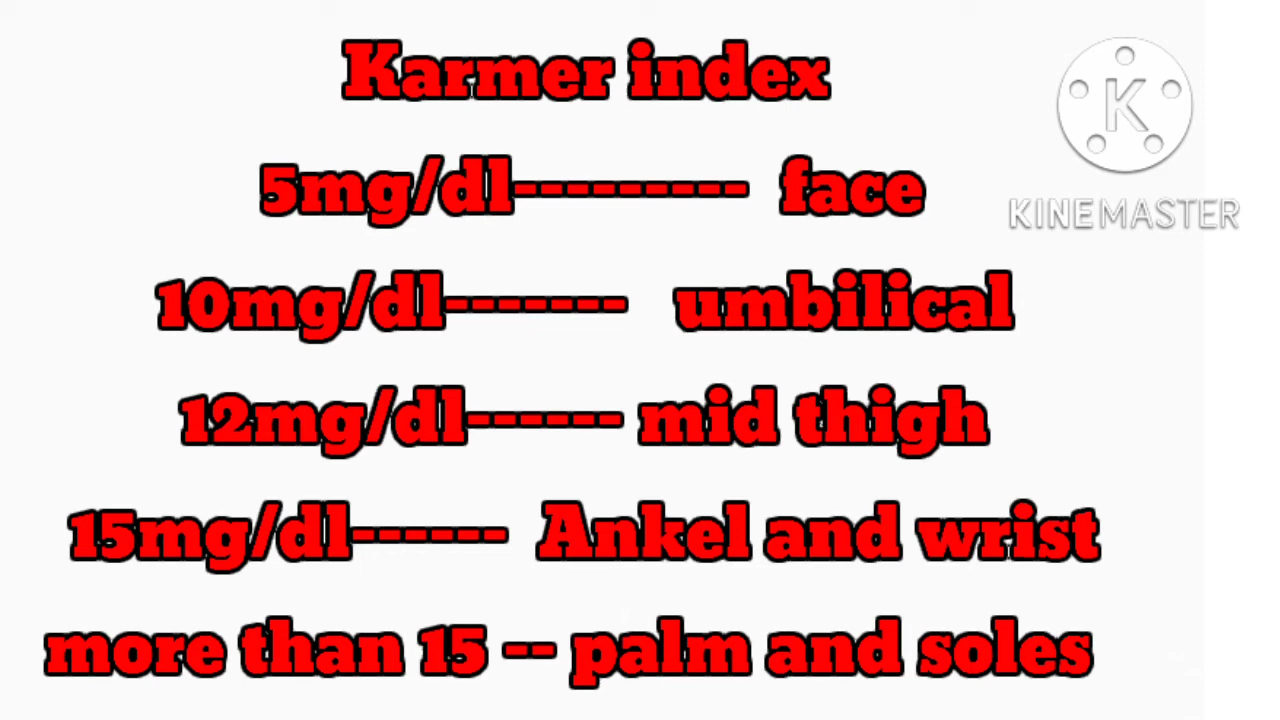 Karmer index
5mg/dl--------- face
10mg/dl------- umbilical
12mg/dl------ mid thigh
15mg/dl------ Ankel and wrist
more than 15 -- palm and soles
K
KINEMASTER